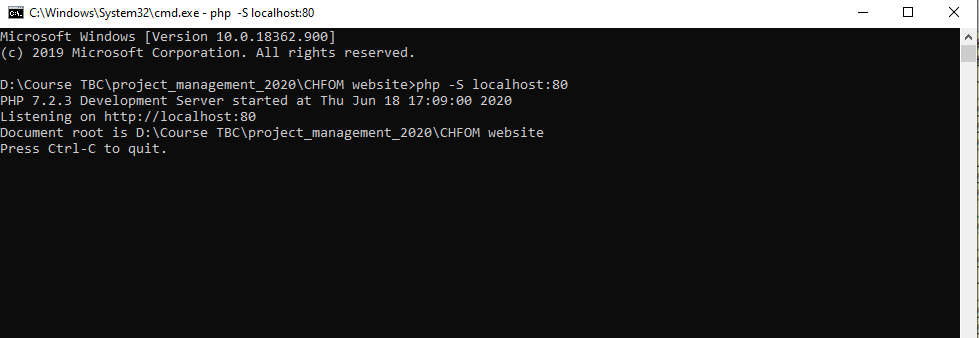 C:\Windows\System32\cmd.exe - php -S localhost:80
Microsoft Windows [Version 10.0.18362.900]
(c) 2019 Microsoft Corporation. All rights reserved.
D:\Course TBC\project_management_2020\CHFOM website>php -S localhost:80
PHP 7.2.3 Development Server started at Thu Jun 18 17:09:00 2020
Listening on http://localhost:80
Document root is D:\Course TBC\project_management_2020\CHFOM website
Press Ctrl-C to quit.